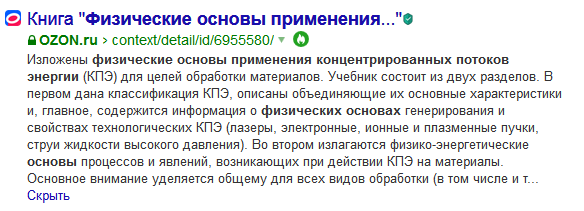 Книга "Физические основы применения..."
OZON.ru › context/detail/id/6955580/
Изложены физические основы применения концентрированных потоков
энергии (КПЭ) для целей обработки материалов. Учебник состоит из двух разделов. В
первом дана классификация КПЭ, описаны объединяющие их основные характеристики
и, главное, содержится информация о физических основах генерирования и
свойствах технологических КПЭ (лазеры, электронные, ионные и плазменные пучки,
струи жидкости высокого давления). Во втором излагаются физико-энергетические
основы процессов и явлений, возникающих при действии КПЭ на материалы.
Основное внимание уделяется общему для всех видов обработки (в том числе и т...
Скрыть